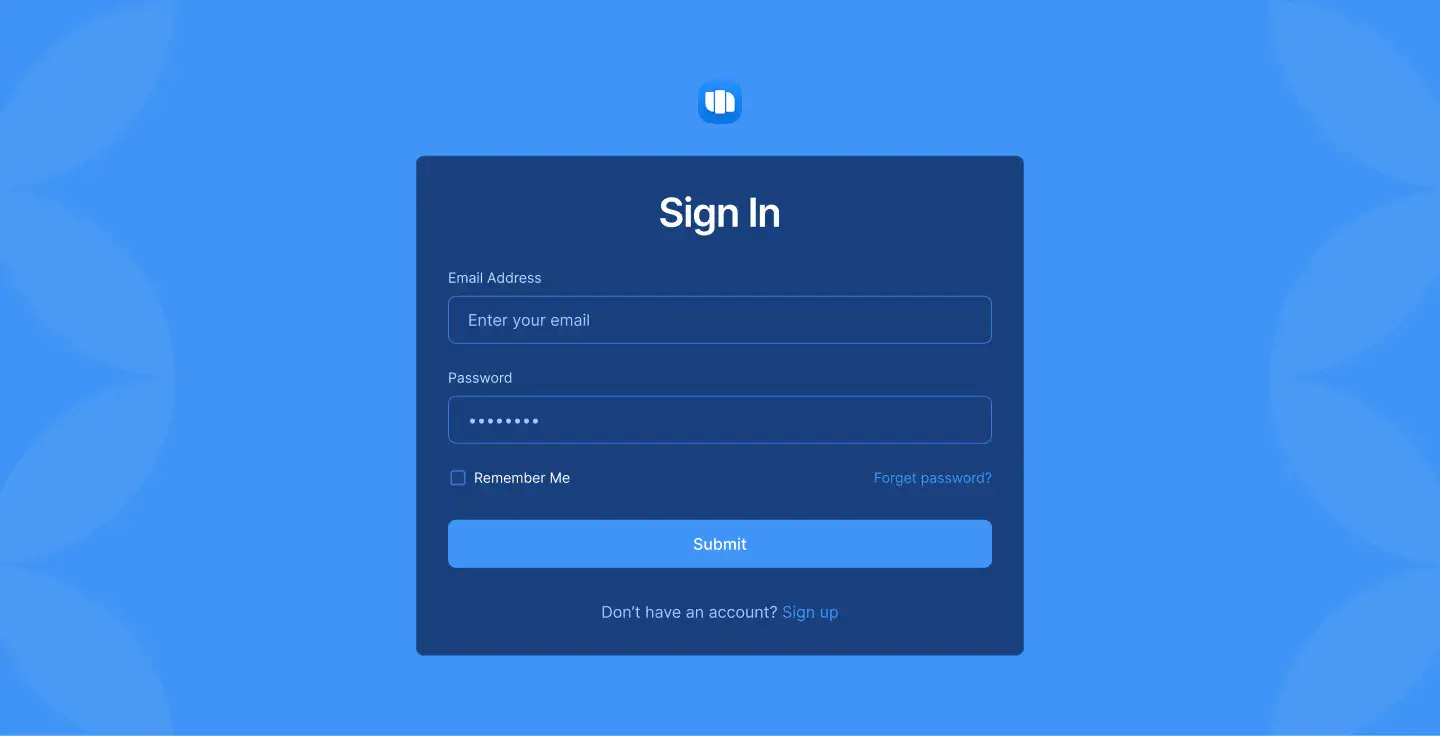 Sign In
Email Address
Enter your email
Password
••••••••
Remember Me
Forget password?
Submit
Don’t have an account? Sign up